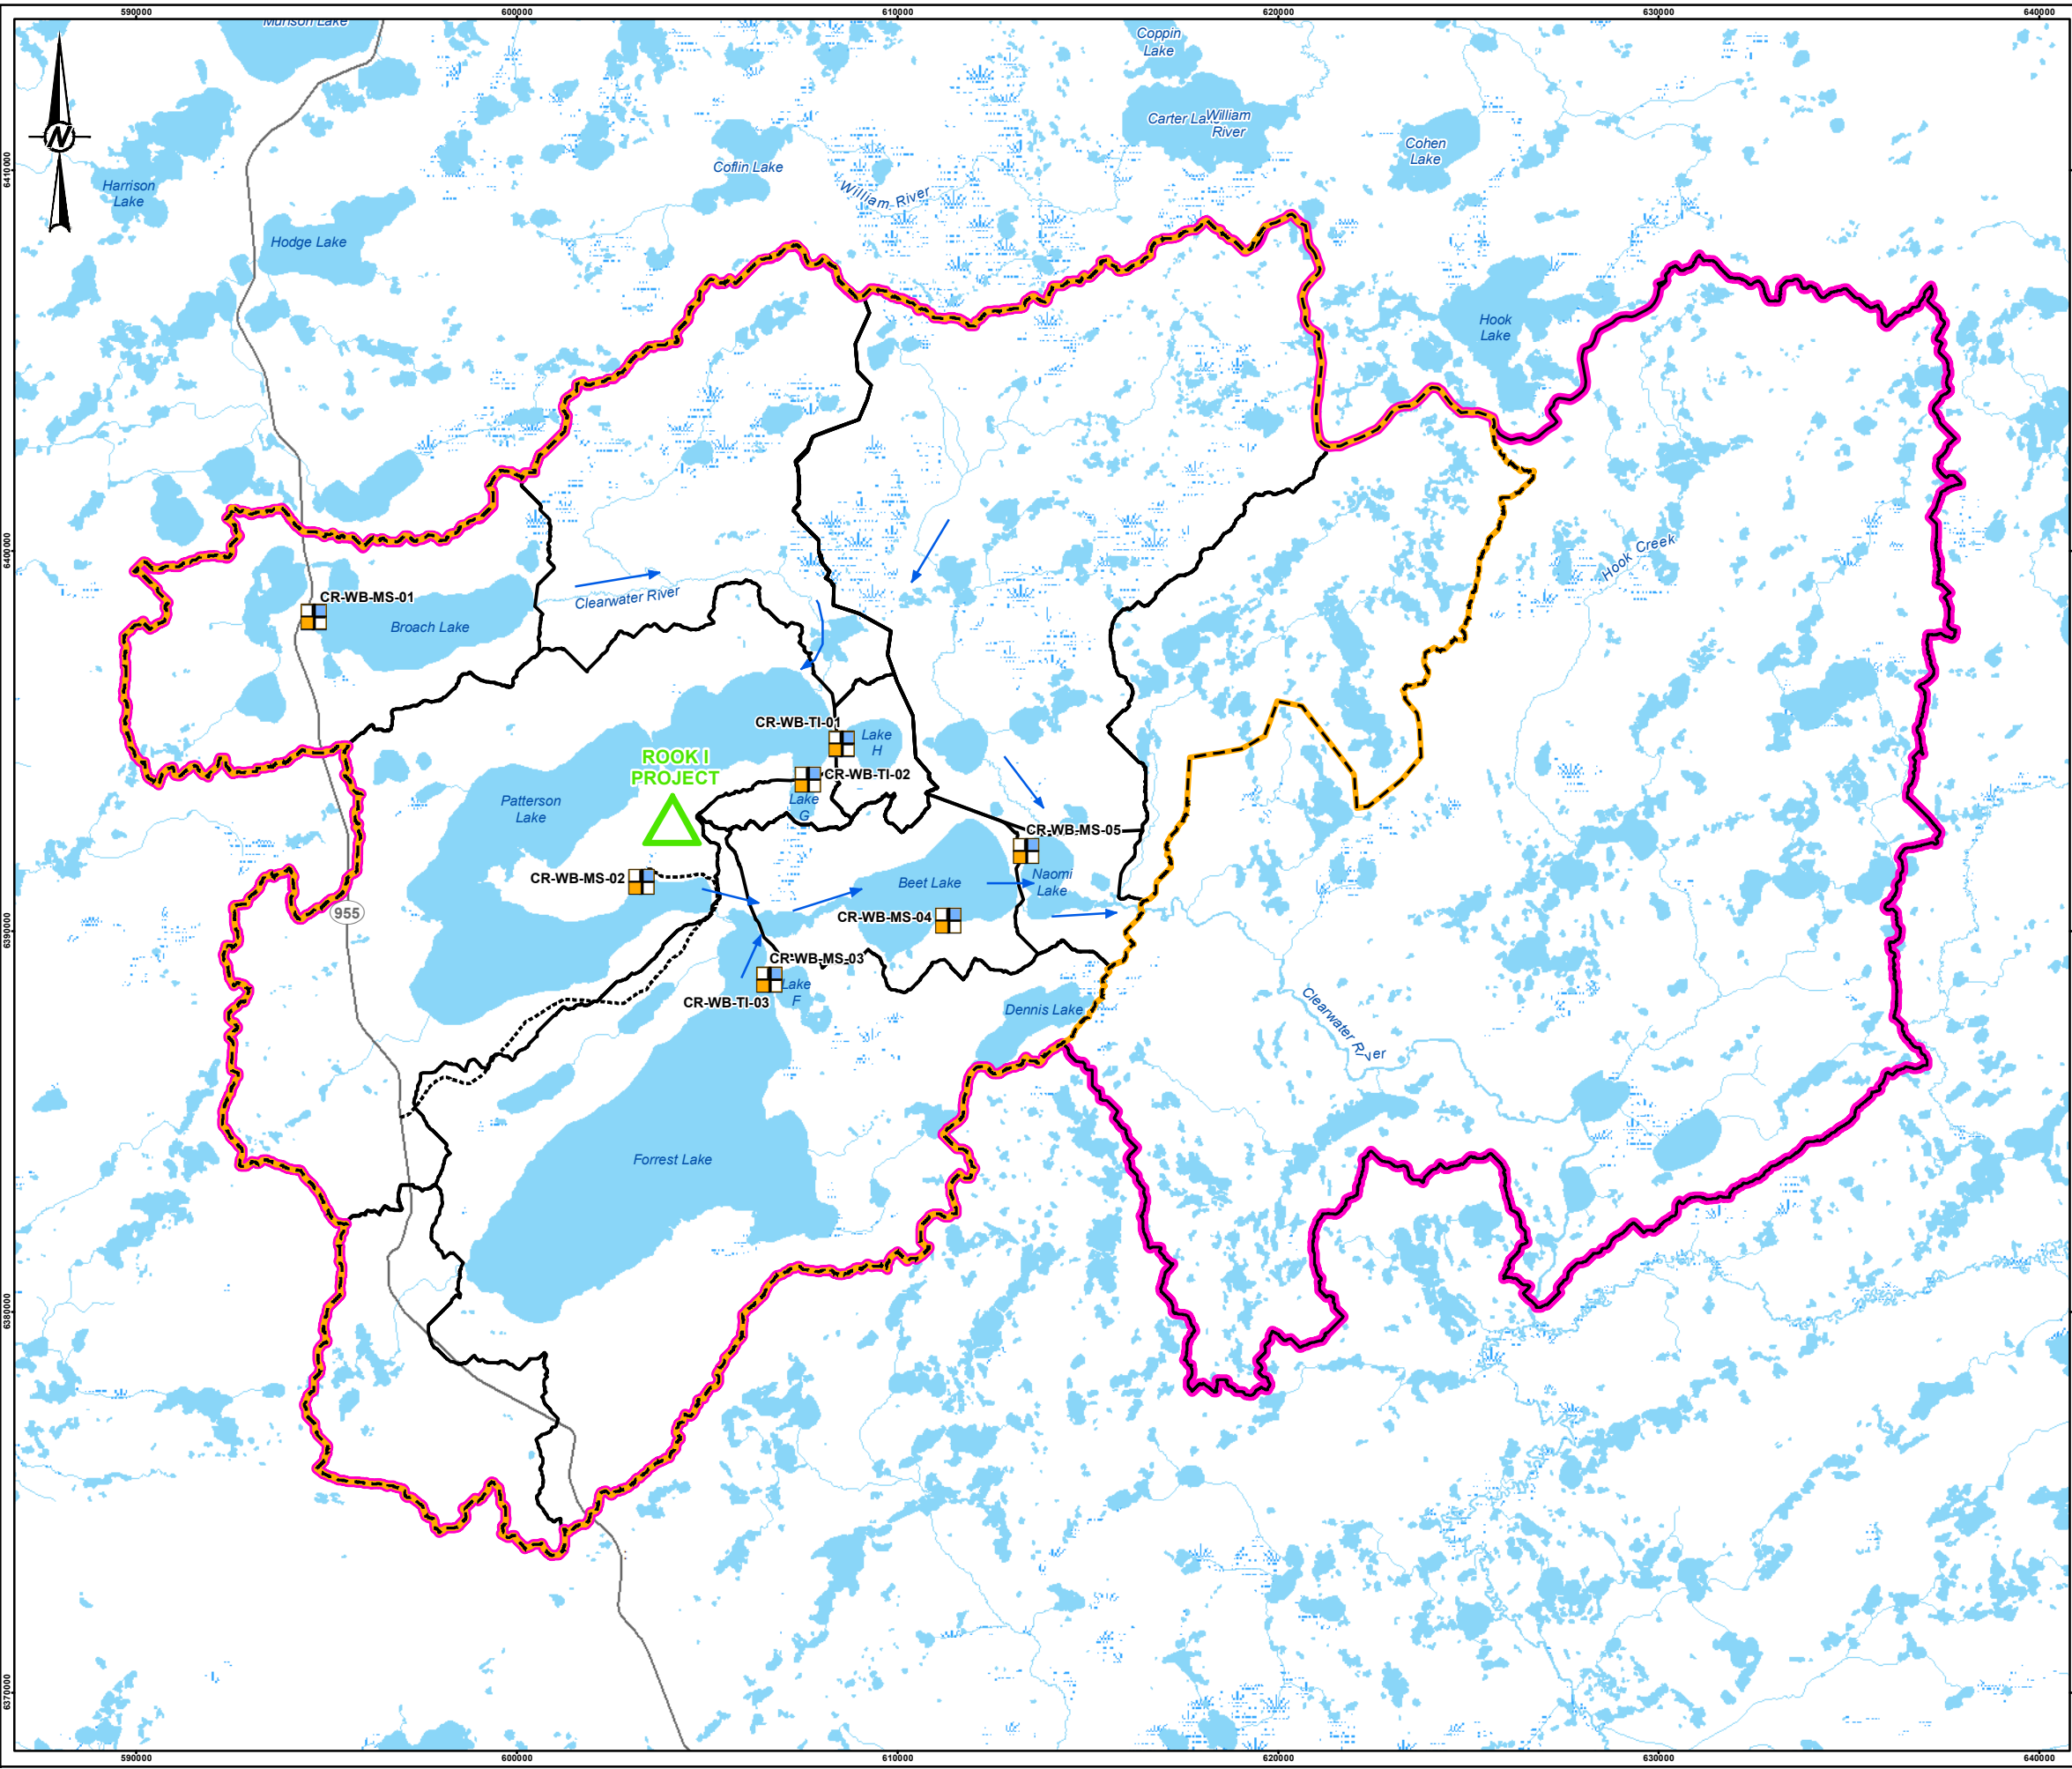 590000
600000
610000
620000
630000
640000
Murison Lake
Coppin
Lake
Carter Lake
William
River
Cohen
Lake
6410000
Coflin Lake
Harrison
Lake
William River
N
Hodge Lake
Hook
Lake
6400000
Hook Creek
CR-WB-MS-01
Clearwater River
Broach Lake
CR-WB-TI-01
Lake
H
ROOK I
PROJECT
CR-WB-TI-02
Lake
G
Patterson
Lake
CR-WB-MS-05
CR-WB-MS-02
Beet Lake
Naomi
Lake
955
CR-WB-MS-04
6390000
CR-WB-MS-03
Lake
F
CR-WB-TI-03
Dennis Lake
Clearwater River
Forrest Lake
6380000
6370000
590000
600000
610000
620000
630000
640000